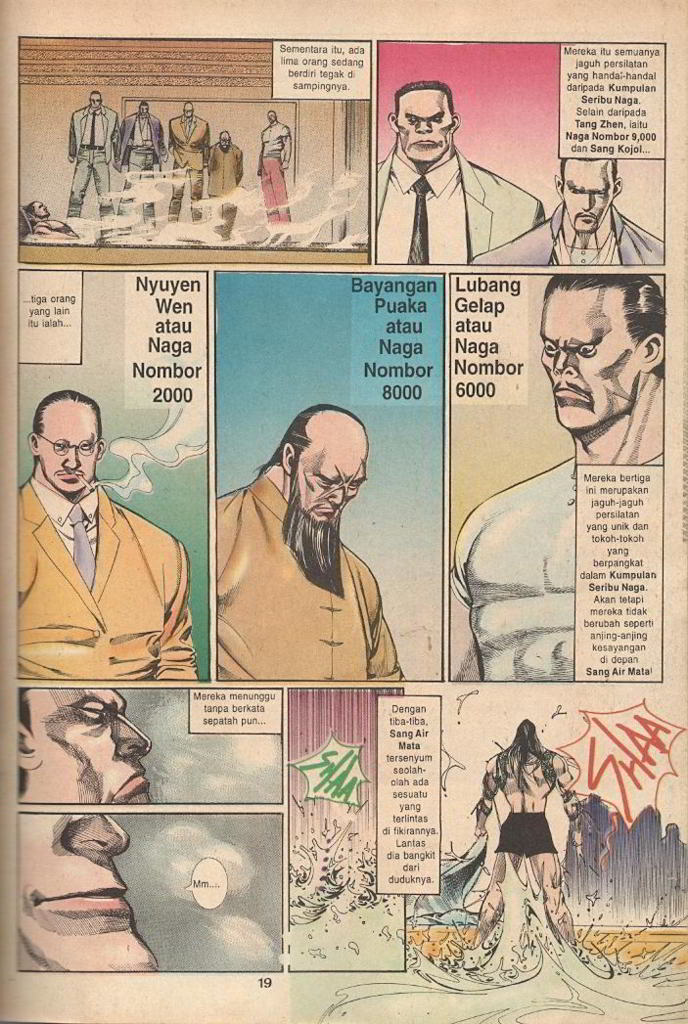 Sementara itu, ada
lima orang sedang
berdiri tegak di
sampingnya.
Mereka itu semuanya
jaguh persilatan
yang handal-handal
daripada Kumpulan
Seribu Naga.
Selain daripada
Tang Zhen, iaitu
Naga Nombor 9,000
dan Sang Kojol...
...tiga orang
yang lain
itu ialah...
Nyuyen
Wen
atau
Naga
Nombor
2000
Bayangan
Puaka
atau
Naga
Nombor
8000
Lubang
Gelap
atau
Naga
Nombor
6000
Mereka bertiga
ini merupakan
jaguh-jaguh
persilatan
yang unik dan
tokoh-tokoh
yang
berpangkat
dalam Kumpulan
Seribu Naga.
Akan tetapi
mereka tidak
berubah seperti
anjing-anjing
kesayangan
di depan
Sang Air Mata!
Mereka menunggu
tanpa berkata
sepatah pun...
Mm....
SYAA
Dengan
tiba-tiba,
Sang Air
Mata
tersenyum
seolah-
olah ada
sesuatu
yang
terlintas
di fikirannya.
Lantas
dia bangkit
dari
duduknya.
SYAA
19